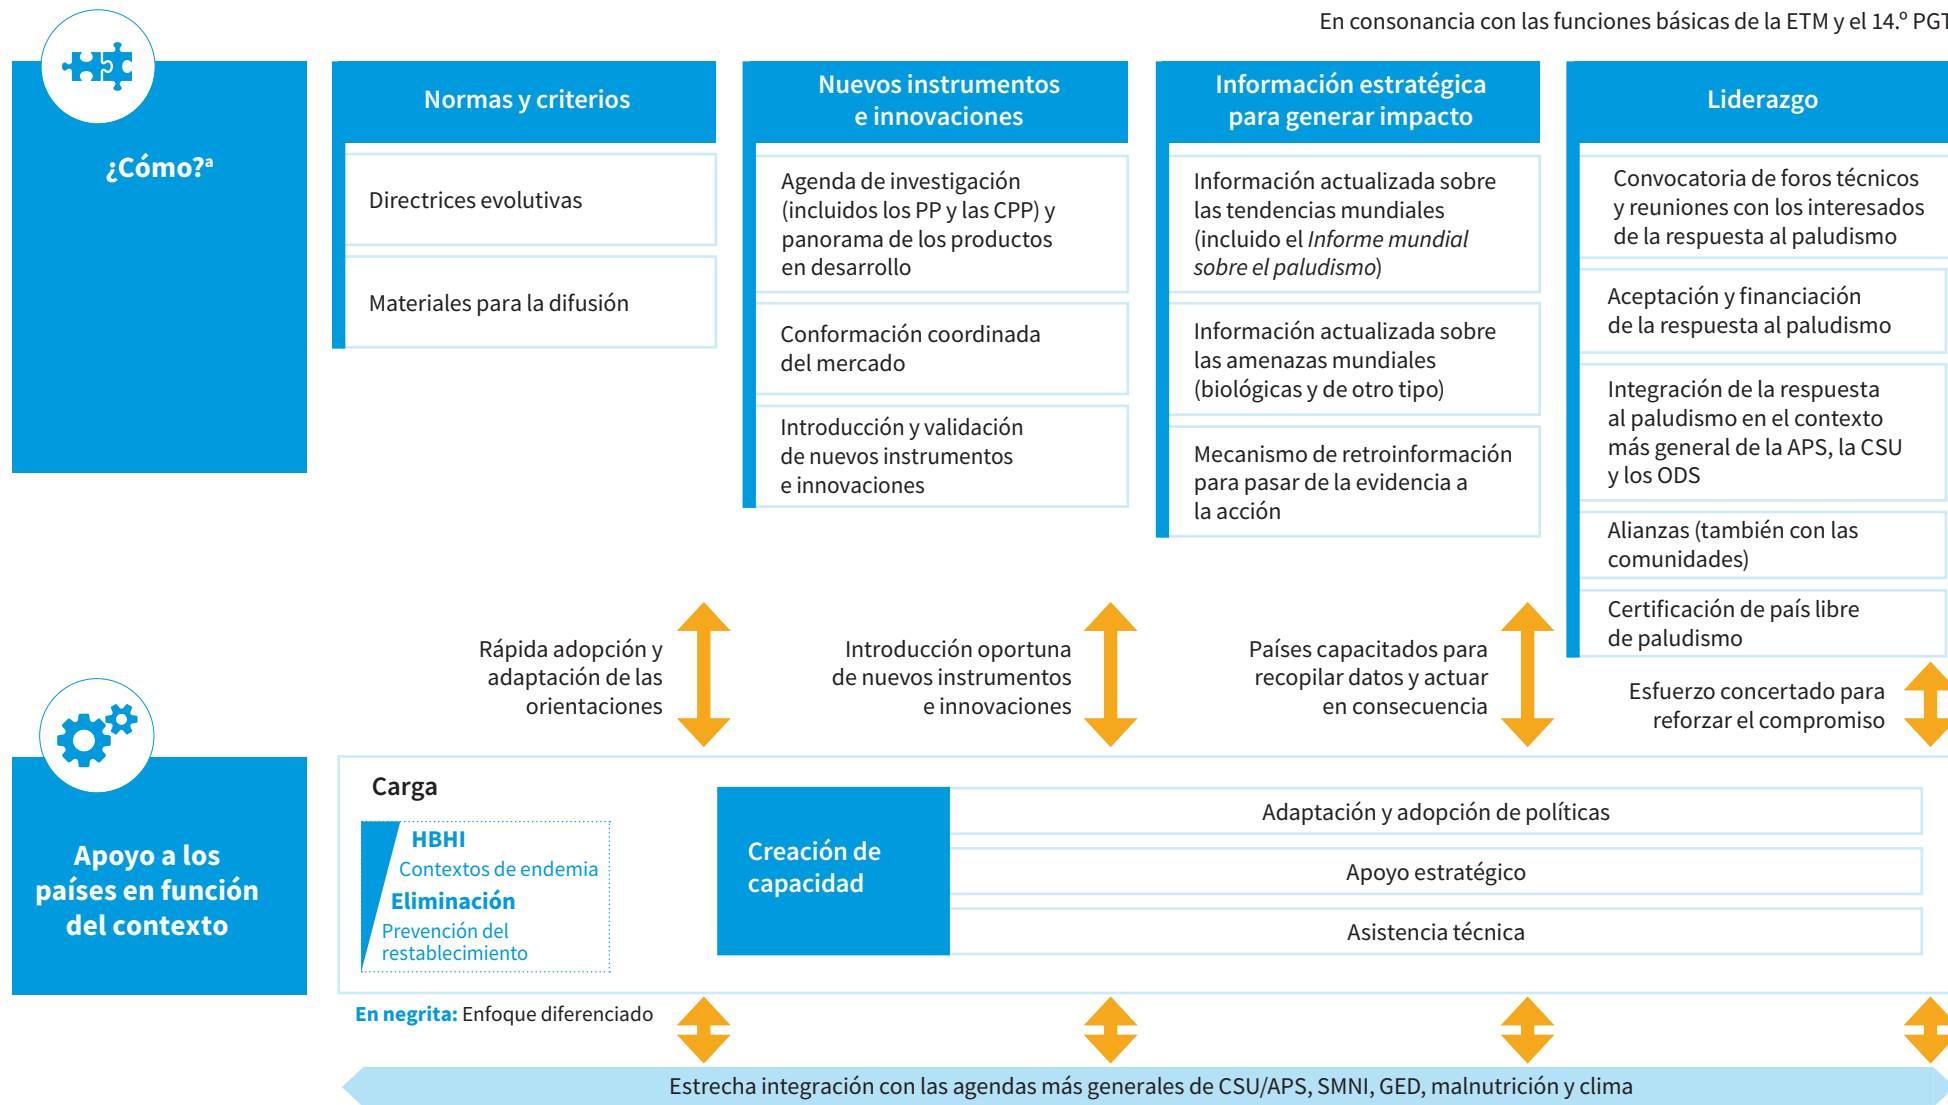 En consonancia con las funciones básicas de la ETM y el 14.º PGT
¿Cómo?ª
Normas y criterios
Directrices evolutivas
Materiales para la difusión
Nuevos instrumentos
e innovaciones
Agenda de investigación
(incluidos los PP y las CPP) y
panorama de los productos
en desarrollo
Conformación coordinada
del mercado
Introducción y validación
de nuevos instrumentos
e innovaciones
Información estratégica
para generar impacto
Información actualizada sobre
las tendencias mundiales
(incluido el Informe mundial
sobre el paludismo)
Información actualizada sobre
las amenazas mundiales
(biológicas y de otro tipo)
Mecanismo de retroinformación
para pasar de la evidencia a
la acción
Liderazgo
Convocatoria de foros técnicos
y reuniones con los interesados
de la respuesta al paludismo
Aceptación y financiación
de la respuesta al paludismo
Integración de la respuesta
al paludismo en el contexto
más general de la APS, la CSU
y los ODS
Alianzas (también con las
comunidades)
Certificación de país libre
de paludismo
Rápida adopción y
adaptación de las
orientaciones
Introducción oportuna
de nuevos instrumentos
e innovaciones
Países capacitados para
recopilar datos y actuar
en consecuencia
Esfuerzo concertado para
reforzar el compromiso
Apoyo a los
países en función
del contexto
Carga
HBHI
Contextos de endemia
Eliminación
Prevención del
restablecimiento
Creación de
capacidad
Adaptación y adopción de políticas
Apoyo estratégico
Asistencia técnica
En negrita: Enfoque diferenciado
Estrecha integración con las agendas más generales de CSU/APS, SMNI, GED, malnutrición y clima